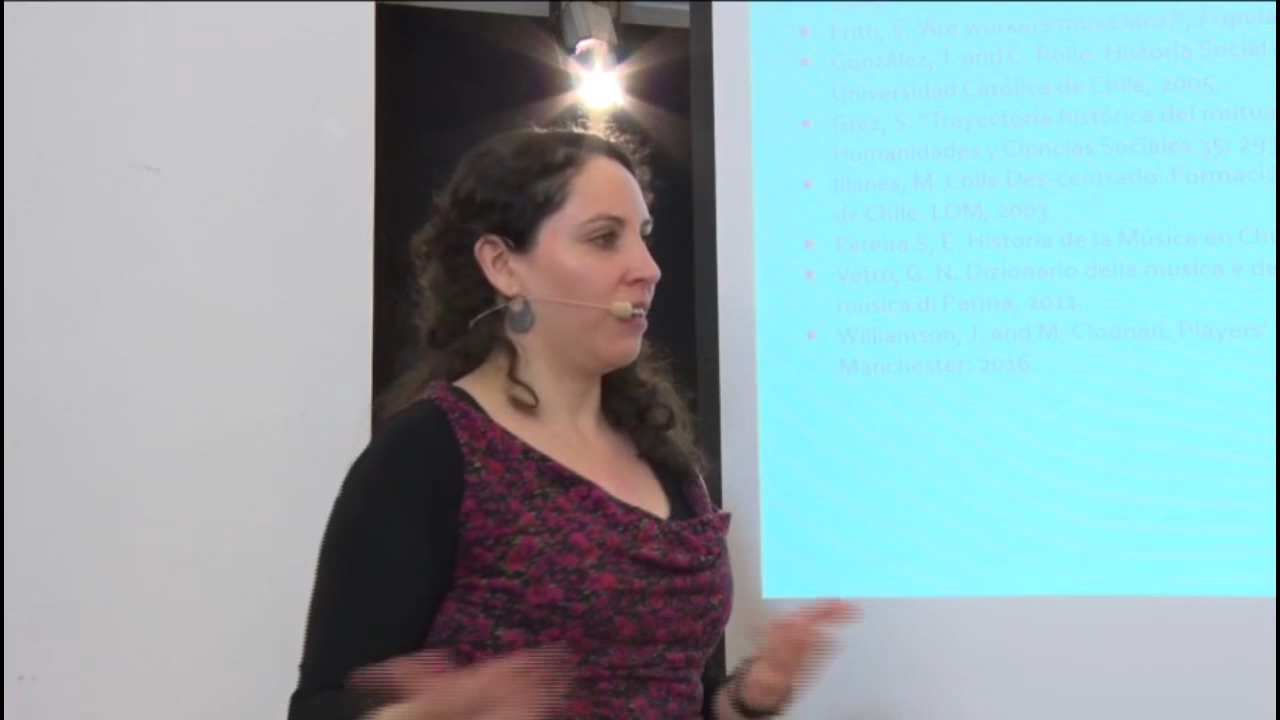 Frith, S. "Are workers musicians?", Popula
González, J. and C. Rolle. Historia Social
Universidad Católica de Chile, 2005.
Grez, S. "Trayectoria histórica del mutua
Humanidades y Ciencias Sociales 35: 29
Illanes, M. Chile Des-centrado. Formació
de Chile. LOM, 2003.
Pereira S, E. Historia de la Música en Chi
Vetro, G. N. Dizionario della musica e de
musica di Parma, 2011.
Williamson, J. and M. Cloonan. Players'
Manchester: 2016.